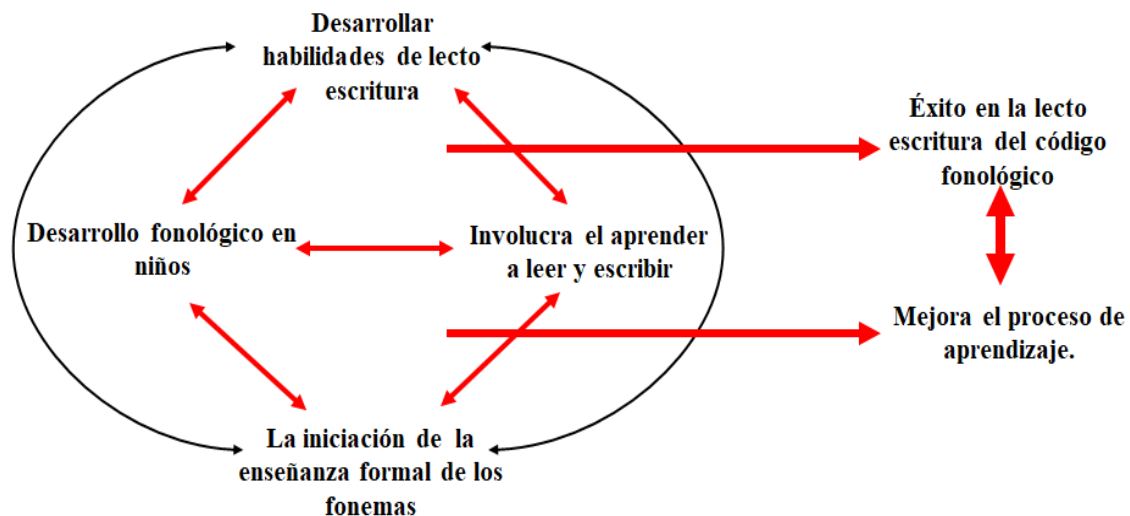 Desarrollar
habilidades de lecto
escritura
Éxito en la lecto
escritura del código
fonológico
Desarrollo fonológico en
niños
Involucra el aprender
a leer y escribir
Mejora el proceso de
aprendizaje.
La iniciación de la
enseñanza formal de los
fonemas